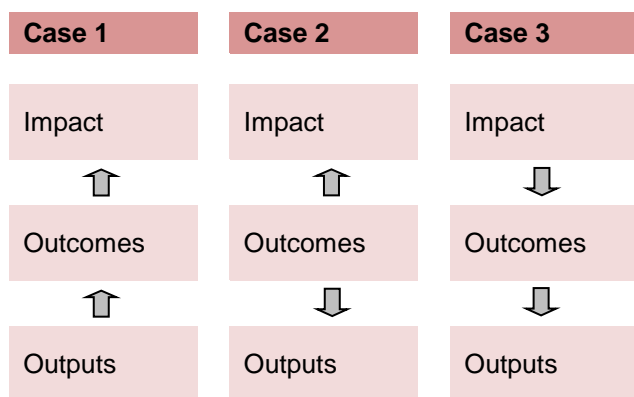 Case 1
Case 2
Case 3
Impact
Impact
Impact
Outcomes
Outcomes
Outcomes
Outputs
Outputs
Outputs